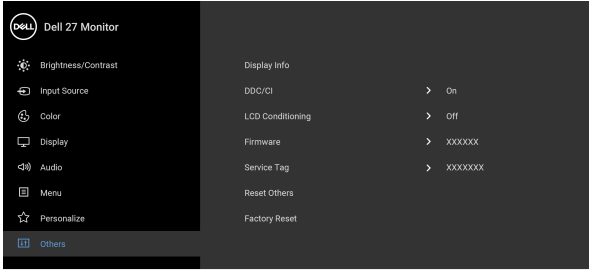 DELL Dell 27 Monitor
Brightness/Contrast Display Info
Input Source DDC/CI On
Color LCD Conditioning Off
Display Firmware XXXXXX
Audio Service Tag XXXXXXX
Menu Reset Others
Personalize Factory Reset
Others